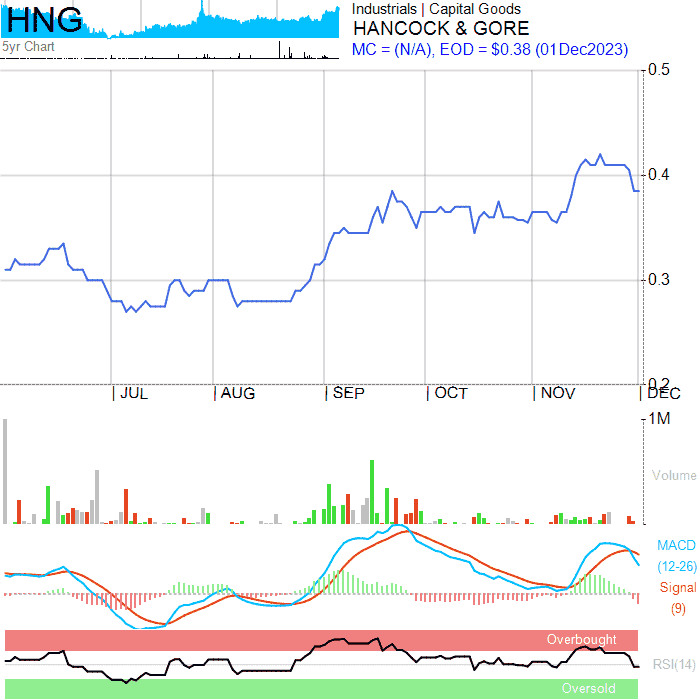 HNG
5yr Chart
Industrials | Capital Goods
HANCOCK & GORE
MC = (N/A), EOD = $0.38 (01Dec2023)
0.5
0.4
0.3
0.2
JUL
AUG
SEP
OCT
NOV
DEC
1M
Volume
MACD
(12-26)
Signal
(9)
Overbought
RSI(14)
Oversold